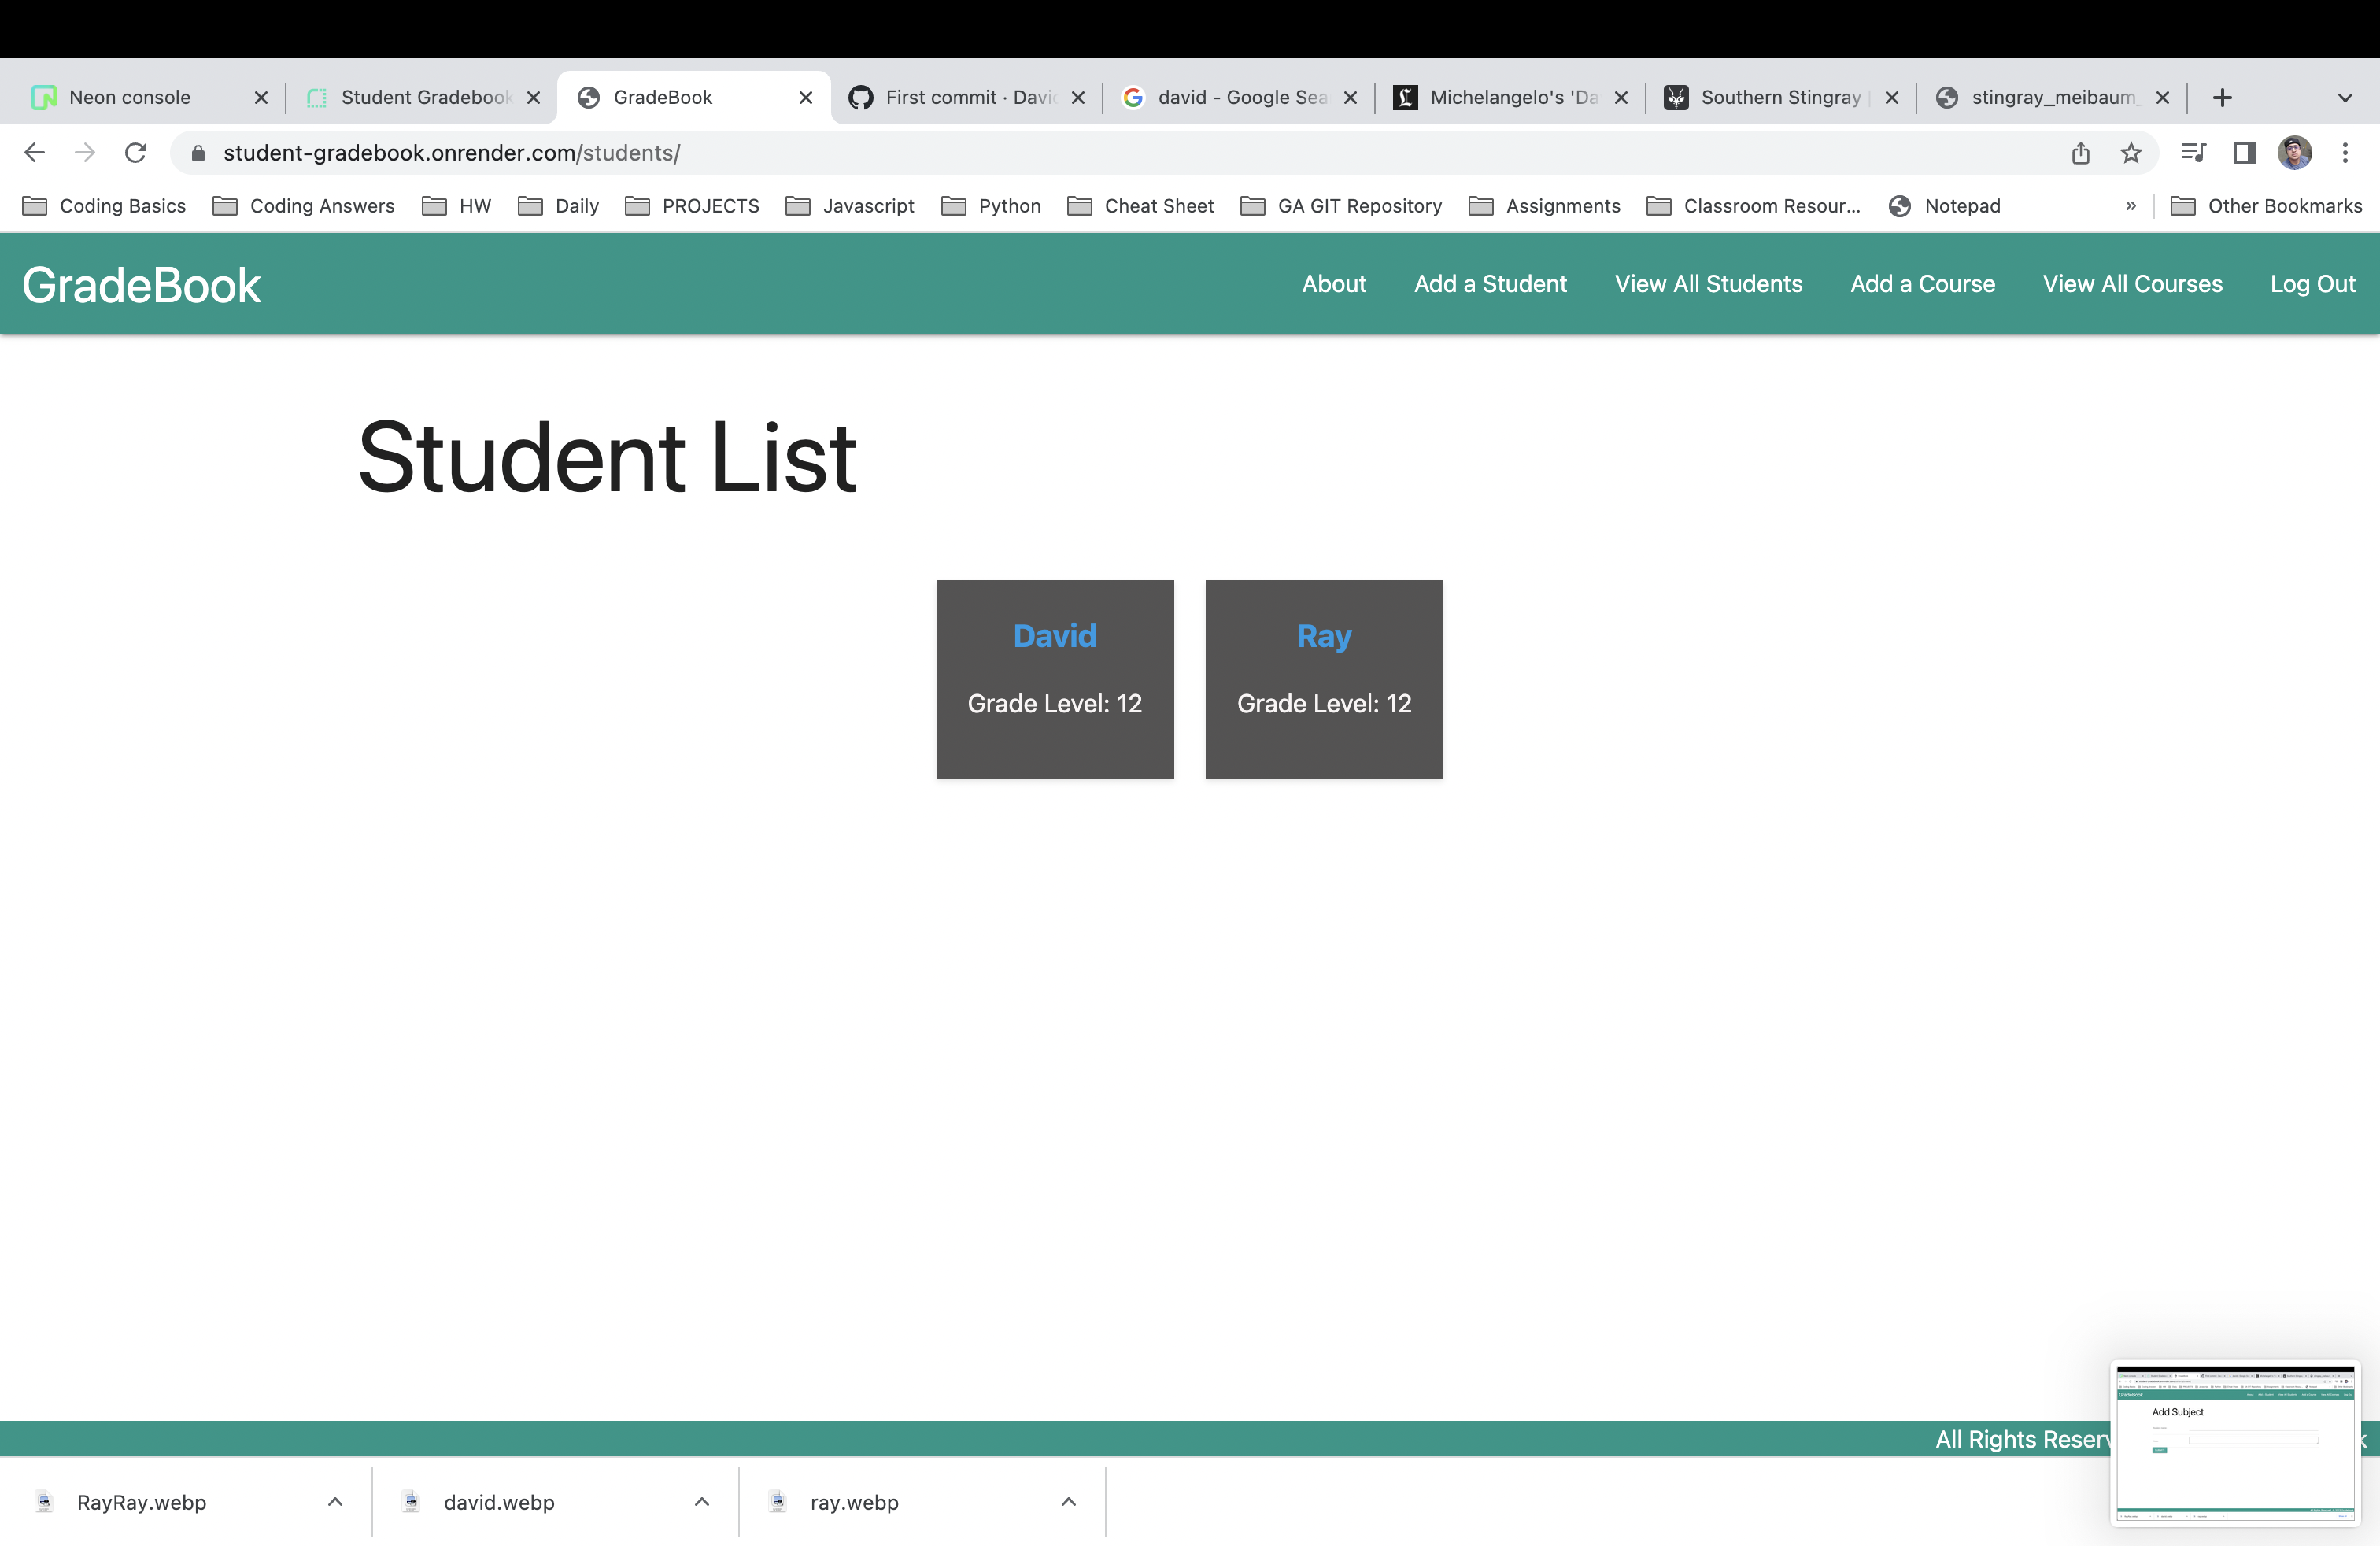 Neon console
Student Gradebook
GradeBook
First commit · Davi
david - Google Sea
Michelangelo's 'Da
Southern Stingray
stingray_meibaum_
student-gradebook.onrender.com/students/
Coding Basics
Coding Answers
HW
Daily
PROJECTS
Javascript
Python
Cheat Sheet
GA GIT Repository
Assignments
Classroom Resour...
Notepad
»
Other Bookmarks
GradeBook
About
Add a Student
View All Students
Add a Course
View All Courses
Log Out
Student List
David
Grade Level: 12
Ray
Grade Level: 12
All Rights Reserv
Add Subject
RayRay.webp
david.webp
ray.webp